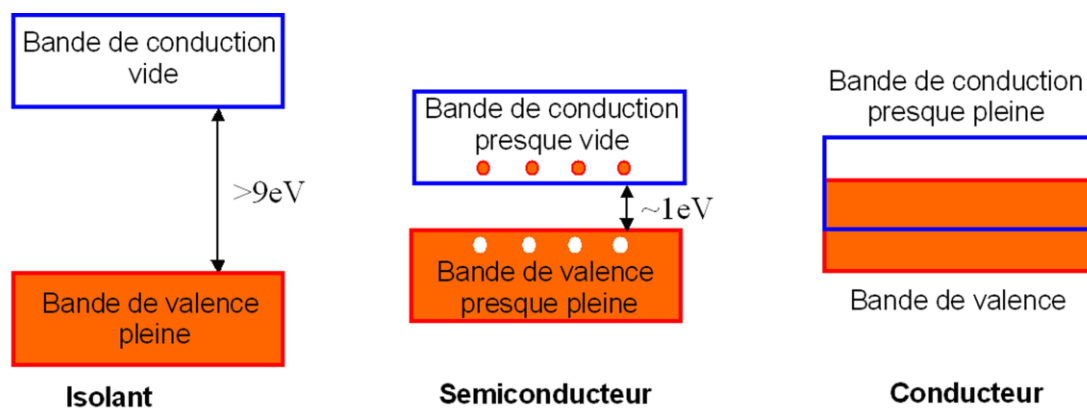 Bande de conduction
vide
>9eV
Bande de valence
pleine
Isolant
Bande de conduction
presque vide
~1eV
Bande de valence
presque pleine
Semiconducteur
Bande de conduction
presque pleine
Bande de valence
Conducteur